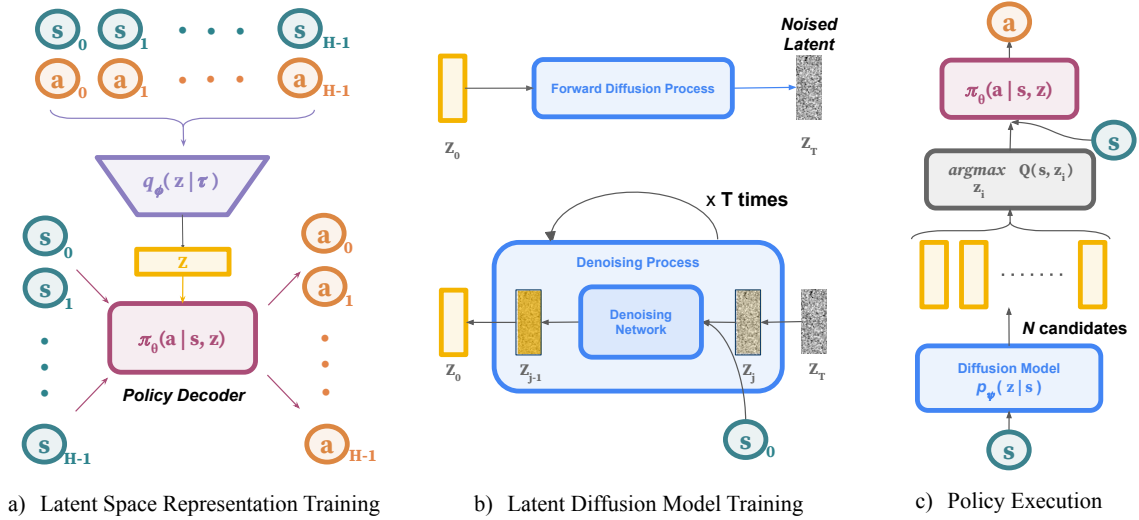 s0 s1 · · · sH-1
a0 a1 · · · aH-1
qϕ(z | τ)
z
s0
s1
sH-1
πθ(a | s, z)
Policy Decoder
a0
a1
aH-1
a) Latent Space Representation Training
Noised
Latent
Forward Diffusion Process
Z0
ZT
x T times
Denoising Process
Denoising
Network
Z0
Zj-1
Zj
ZT
s0
b) Latent Diffusion Model Training
a
πθ(a | s, z)
s
argmax Q(s, zi)
zi
.......
N candidates
Diffusion Model
pψ(z | s)
s
c) Policy Execution